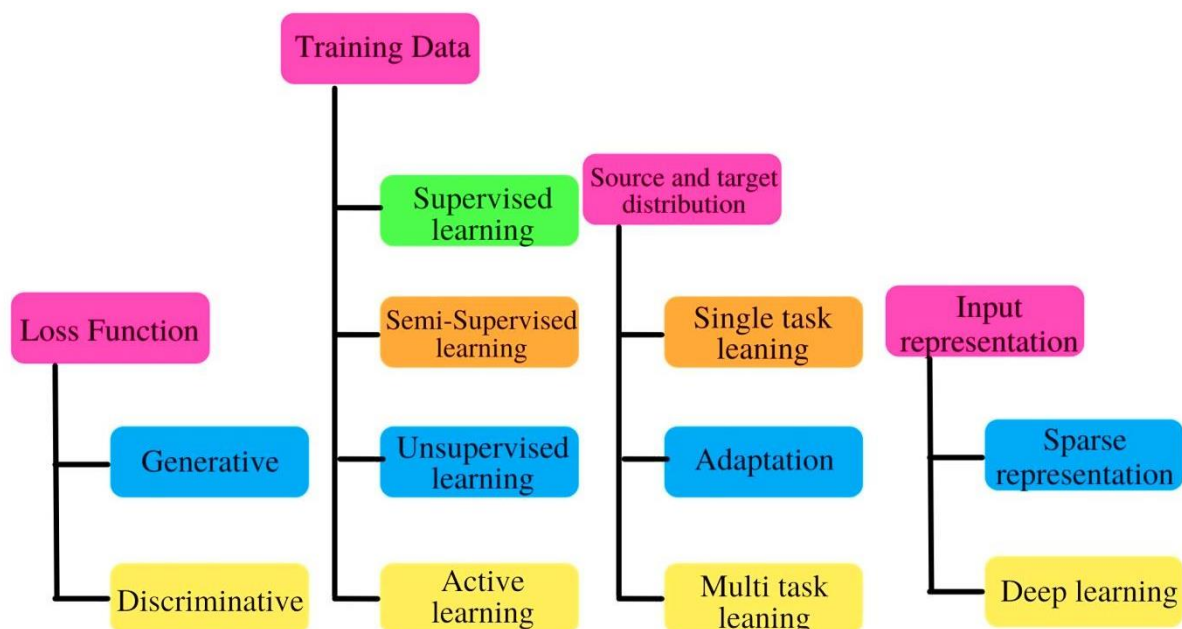 Training Data
Supervised
learning
Semi-Supervised
learning
Unsupervised
learning
Active
learning
Source and target
distribution
Single task
leaning
Adaptation
Multi task
leaning
Loss Function
Generative
Discriminative
Input
representation
Sparse
representation
Deep learning